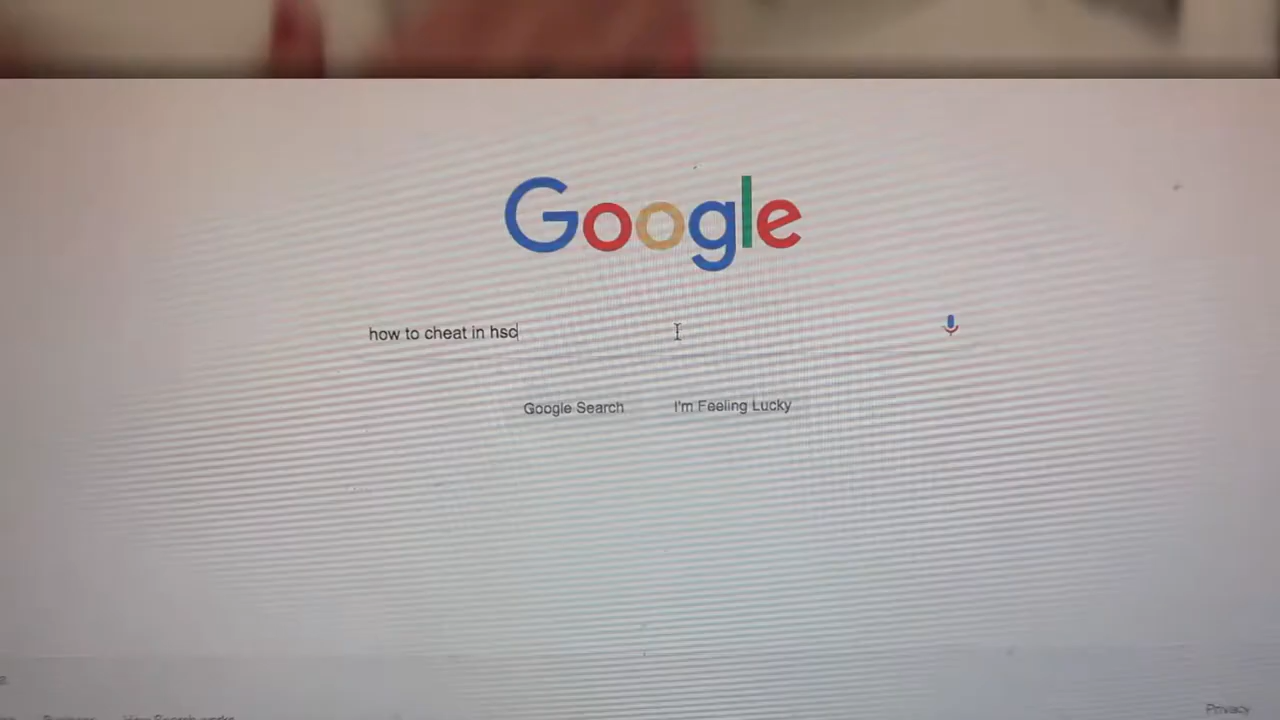 Google
how to cheat in hsc
Google Search
I'm Feeling Lucky
Privacy